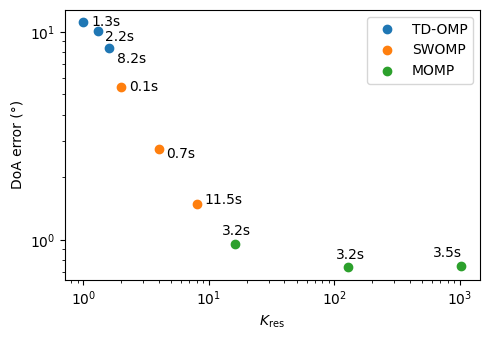 TD-OMP
SWOMP
MOMP
1.3s
2.2s
8.2s
0.1s
0.7s
11.5s
3.2s
3.2s
3.5s
DoA error (°)
10¹
10⁰
10⁰ 10¹ 10² 10³
K_res